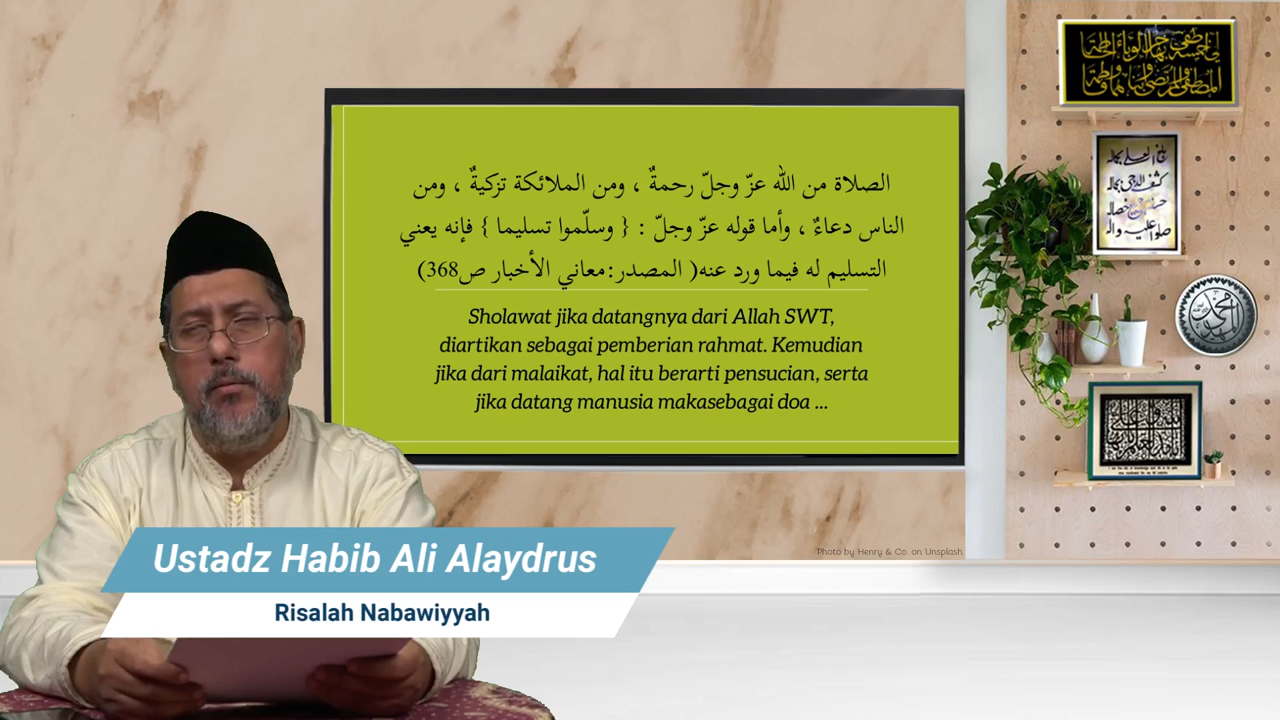 الصلاة من الله عزّ وجلّ رحمةٌ ، ومن الملائكة تزكيةٌ ، ومن
الناس دعاءٌ ، وأما قوله عزّ وجلّ : { وسلّموا تسليما } فإنه يعني
التسليم له فيما ورد عنه( المصدر:معاني الأخبار ص368)
Sholawat jika datangnya dari Allah SWT,
diartikan sebagai pemberian rahmat. Kemudian
jika dari malaikat, hal itu berarti pensucian, serta
jika datang manusia makasebagai doa ...
Ustadz Habib Ali Alaydrus
Risalah Nabawiyyah
Photo by Henry & Co. on Unsplash
محمد